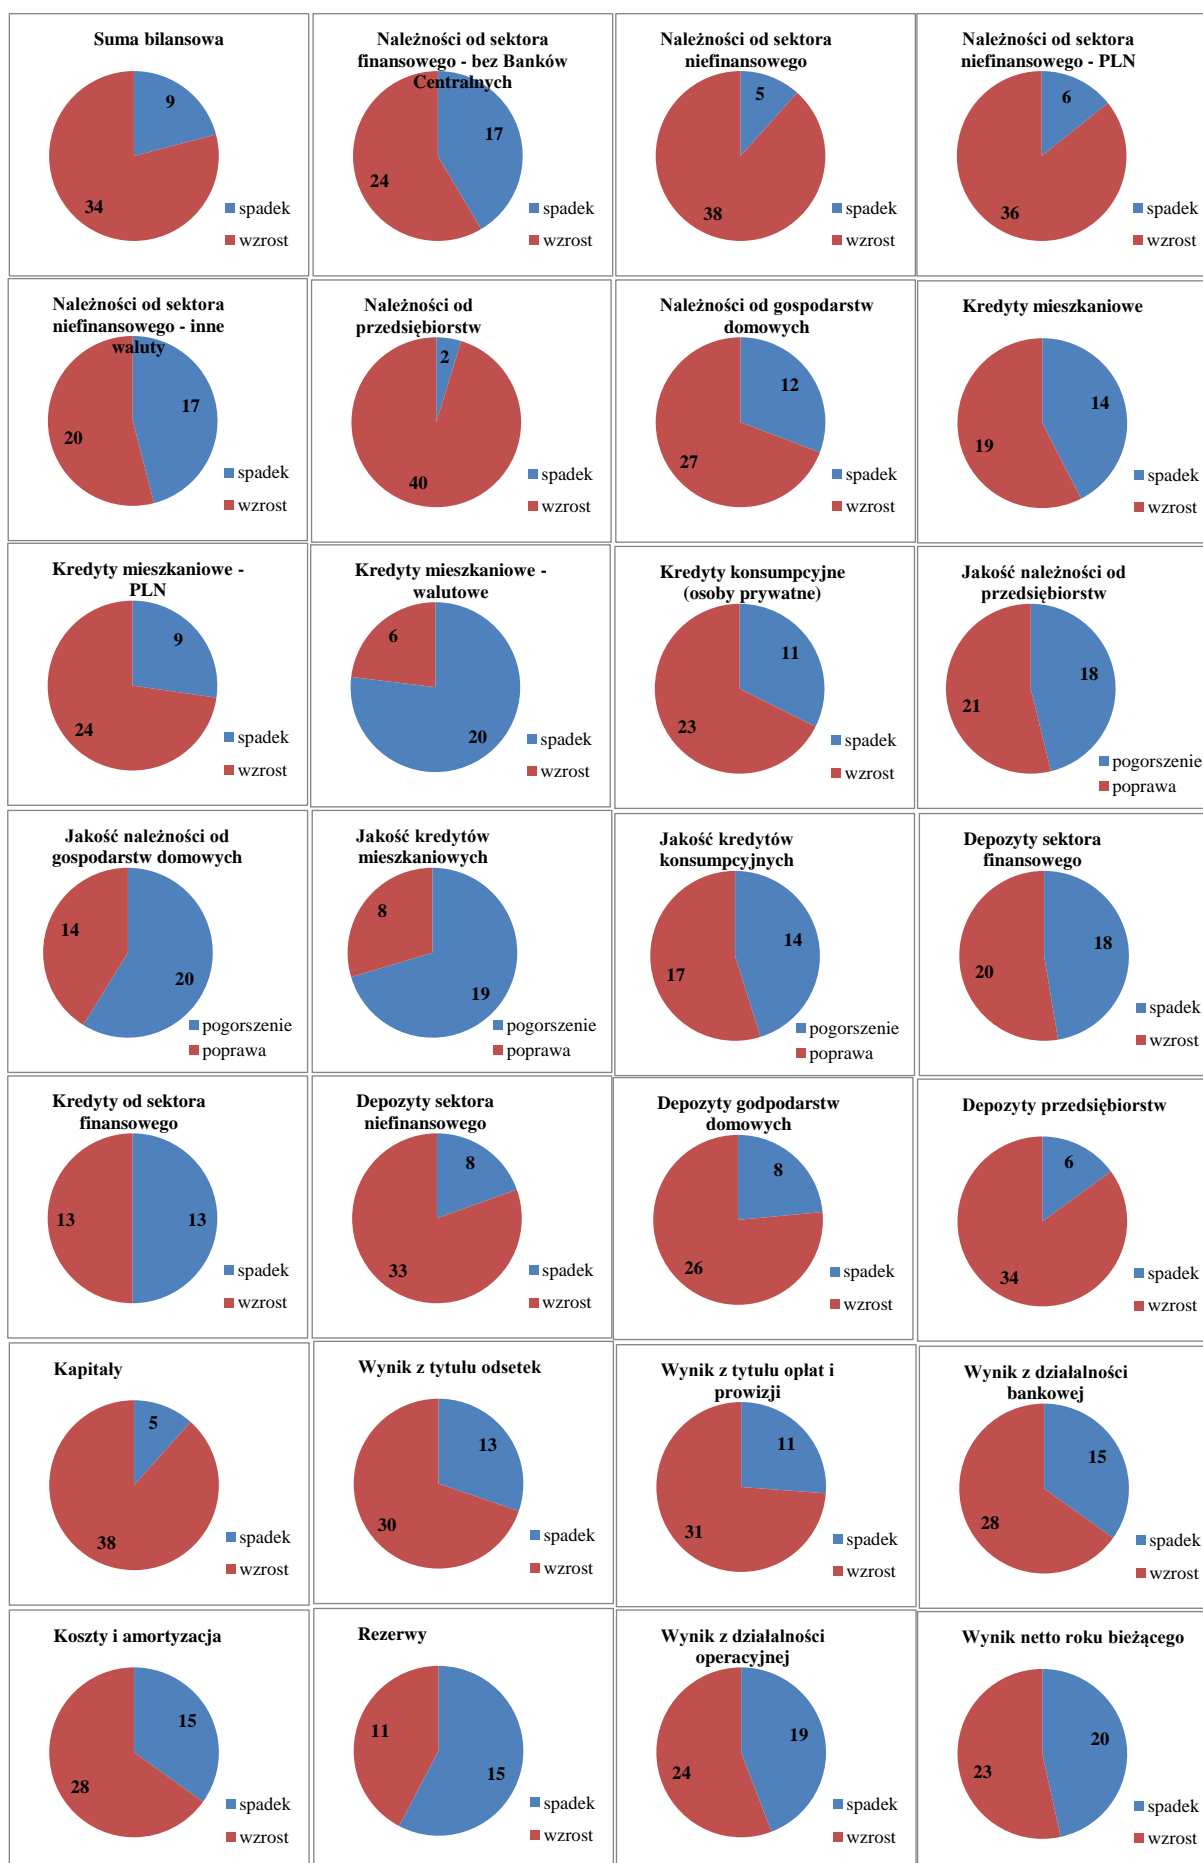 Suma bilansowa
9
34
spadek
wzrost
Należności od sektora
finansowego - bez Banków
Centralnych
17
24
spadek
wzrost
Należności od sektora
niefinansowego
5
38
spadek
wzrost
Należności od sektora
niefinansowego - PLN
6
36
spadek
wzrost
Należności od sektora
niefinansowego - inne
waluty
17
20
spadek
wzrost
Należności od
przedsiębiorstw
2
40
spadek
wzrost
Należności od gospodarstw
domowych
12
27
spadek
wzrost
Kredyty mieszkaniowe
14
19
spadek
wzrost
Kredyty mieszkaniowe -
PLN
9
24
spadek
wzrost
Kredyty mieszkaniowe -
walutowe
6
20
spadek
wzrost
Kredyty konsumpcyjne
(osoby prywatne)
11
23
spadek
wzrost
Jakość należności od
przedsiębiorstw
18
21
pogorszenie
poprawa
Jakość należności od
gospodarstw domowych
14
20
pogorszenie
poprawa
Jakość kredytów
mieszkaniowych
8
19
pogorszenie
poprawa
Jakość kredytów
konsumpcyjnych
14
17
pogorszenie
poprawa
Depozyty sektora
finansowego
18
20
spadek
wzrost
Kredyty od sektora
finansowego
13
13
spadek
wzrost
Depozyty sektora
niefinansowego
8
33
spadek
wzrost
Depozyty godpodarstw
domowych
8
26
spadek
wzrost
Depozyty przedsiębiorstw
6
34
spadek
wzrost
Kapitały
5
38
spadek
wzrost
Wynik z tytułu odsetek
13
30
spadek
wzrost
Wynik z tytułu opłat i
prowizji
11
31
spadek
wzrost
Wynik z działalności
bankowej
15
28
spadek
wzrost
Koszty i amortyzacja
15
28
spadek
wzrost
Rezerwy
11
15
spadek
wzrost
Wynik z działalności
operacyjnej
19
24
spadek
wzrost
Wynik netto roku bieżącego
20
23
spadek
wzrost